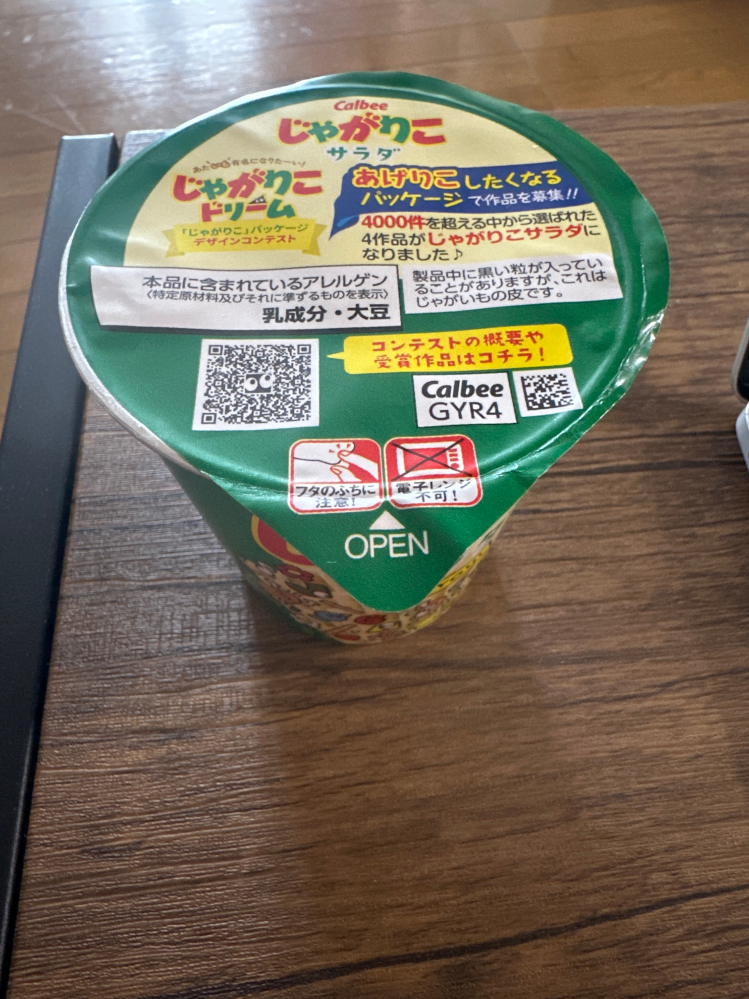 Calbee
じゃがりこ
サラダ
じゃがりこ
ドリーム
「じゃがりこ」パッケージ
デザインコンテスト
あげりこしたくなる
パッケージで作品を募集!!
4000件を超える中から選ばれた
4作品がじゃがりこサラダに
なりました♪
本品に含まれているアレルゲン
〈特定原材料及びそれに準ずるものを表示〉
乳成分・大豆
製品中に黒い粒が入ってい
ることがありますが、これは
じゃがいもの皮です。
コンテストの概要や
受賞作品はコチラ!
Calbee
GYR4
フタのふちに
注意!
電子レンジ
不可!
OPEN